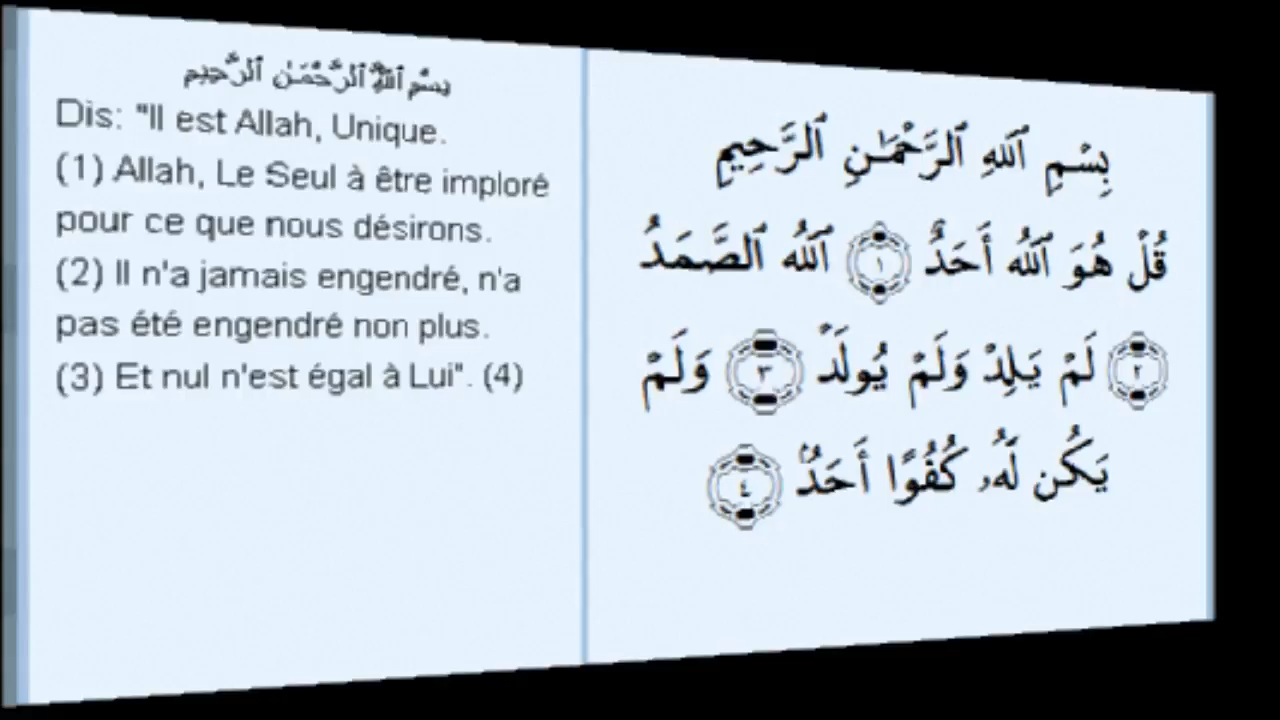 بِسْمِ ٱللَّهِ ٱلرَّحْمَـٰنِ ٱلرَّحِيمِ
Dis: "Il est Allah, Unique.
(1) Allah, Le Seul à être imploré
pour ce que nous désirons.
(2) Il n'a jamais engendré, n'a
pas été engendré non plus.
(3) Et nul n'est égal à Lui". (4)
بِسْمِ ٱللَّهِ ٱلرَّحْمَـٰنِ ٱلرَّحِيمِ
قُلْ هُوَ ٱللَّهُ أَحَدٌ ١ ٱللَّهُ ٱلصَّمَدُ
٢ لَمْ يَلِدْ وَلَمْ يُولَدْ ٣ وَلَمْ
يَكُن لَّهُۥ كُفُوًا أَحَدٌۢ ٤